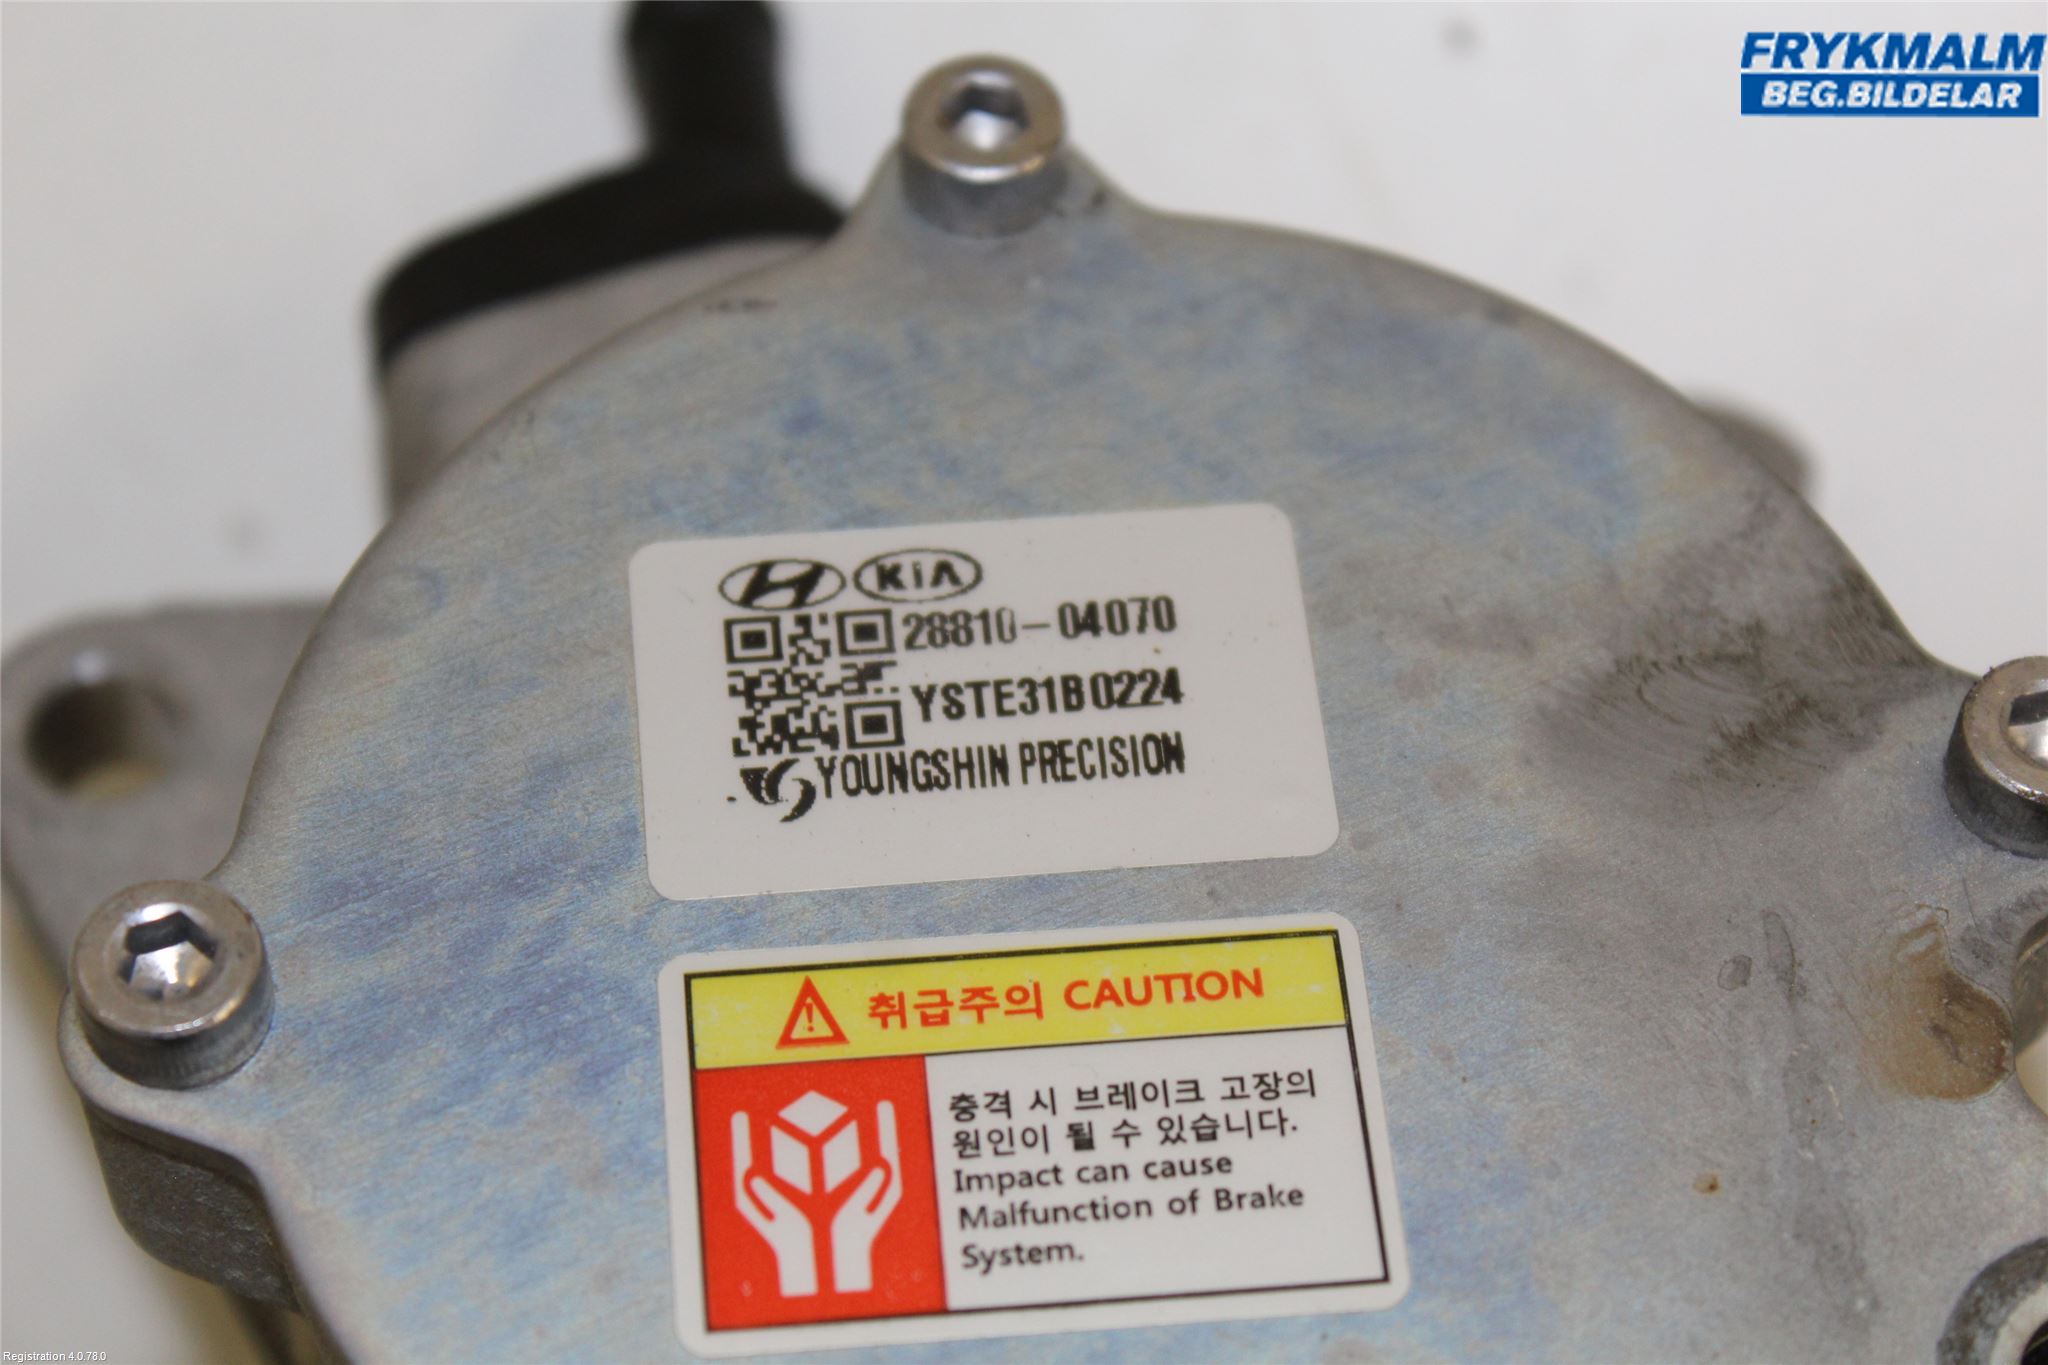 FRYKMALM
BEG.BILDELAR
KIA
28810-04070
YSTE31B0224
YOUNGSHIN PRECISION
취급주의 CAUTION
충격 시 브레이크 고장의
원인이 될 수 있습니다.
Impact can cause
Malfunction of Brake
System.
Registration 4.0.78.0